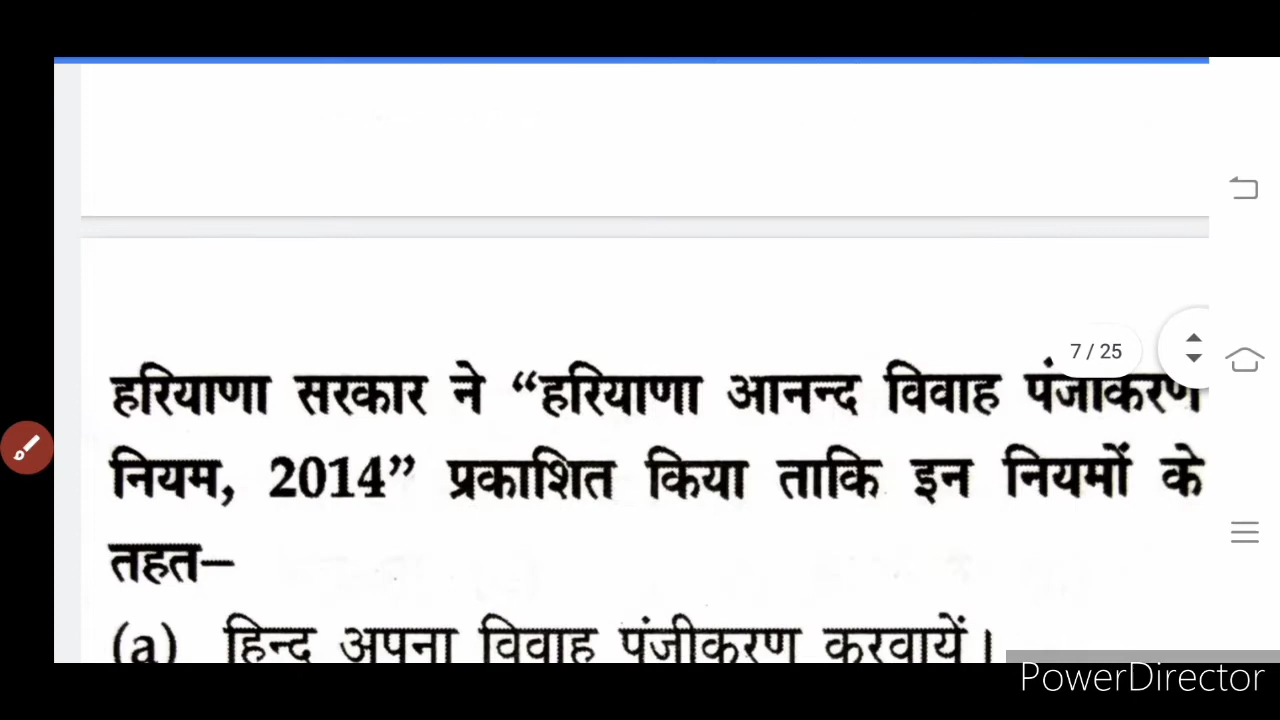 7 / 25
हरियाणा सरकार ने “हरियाणा आनन्द विवाह पंजीकरण
नियम, 2014” प्रकाशित किया ताकि इन नियमों के
तहत–
(a) हिन्दू अपना विवाह पंजीकरण करवायें।
PowerDirector